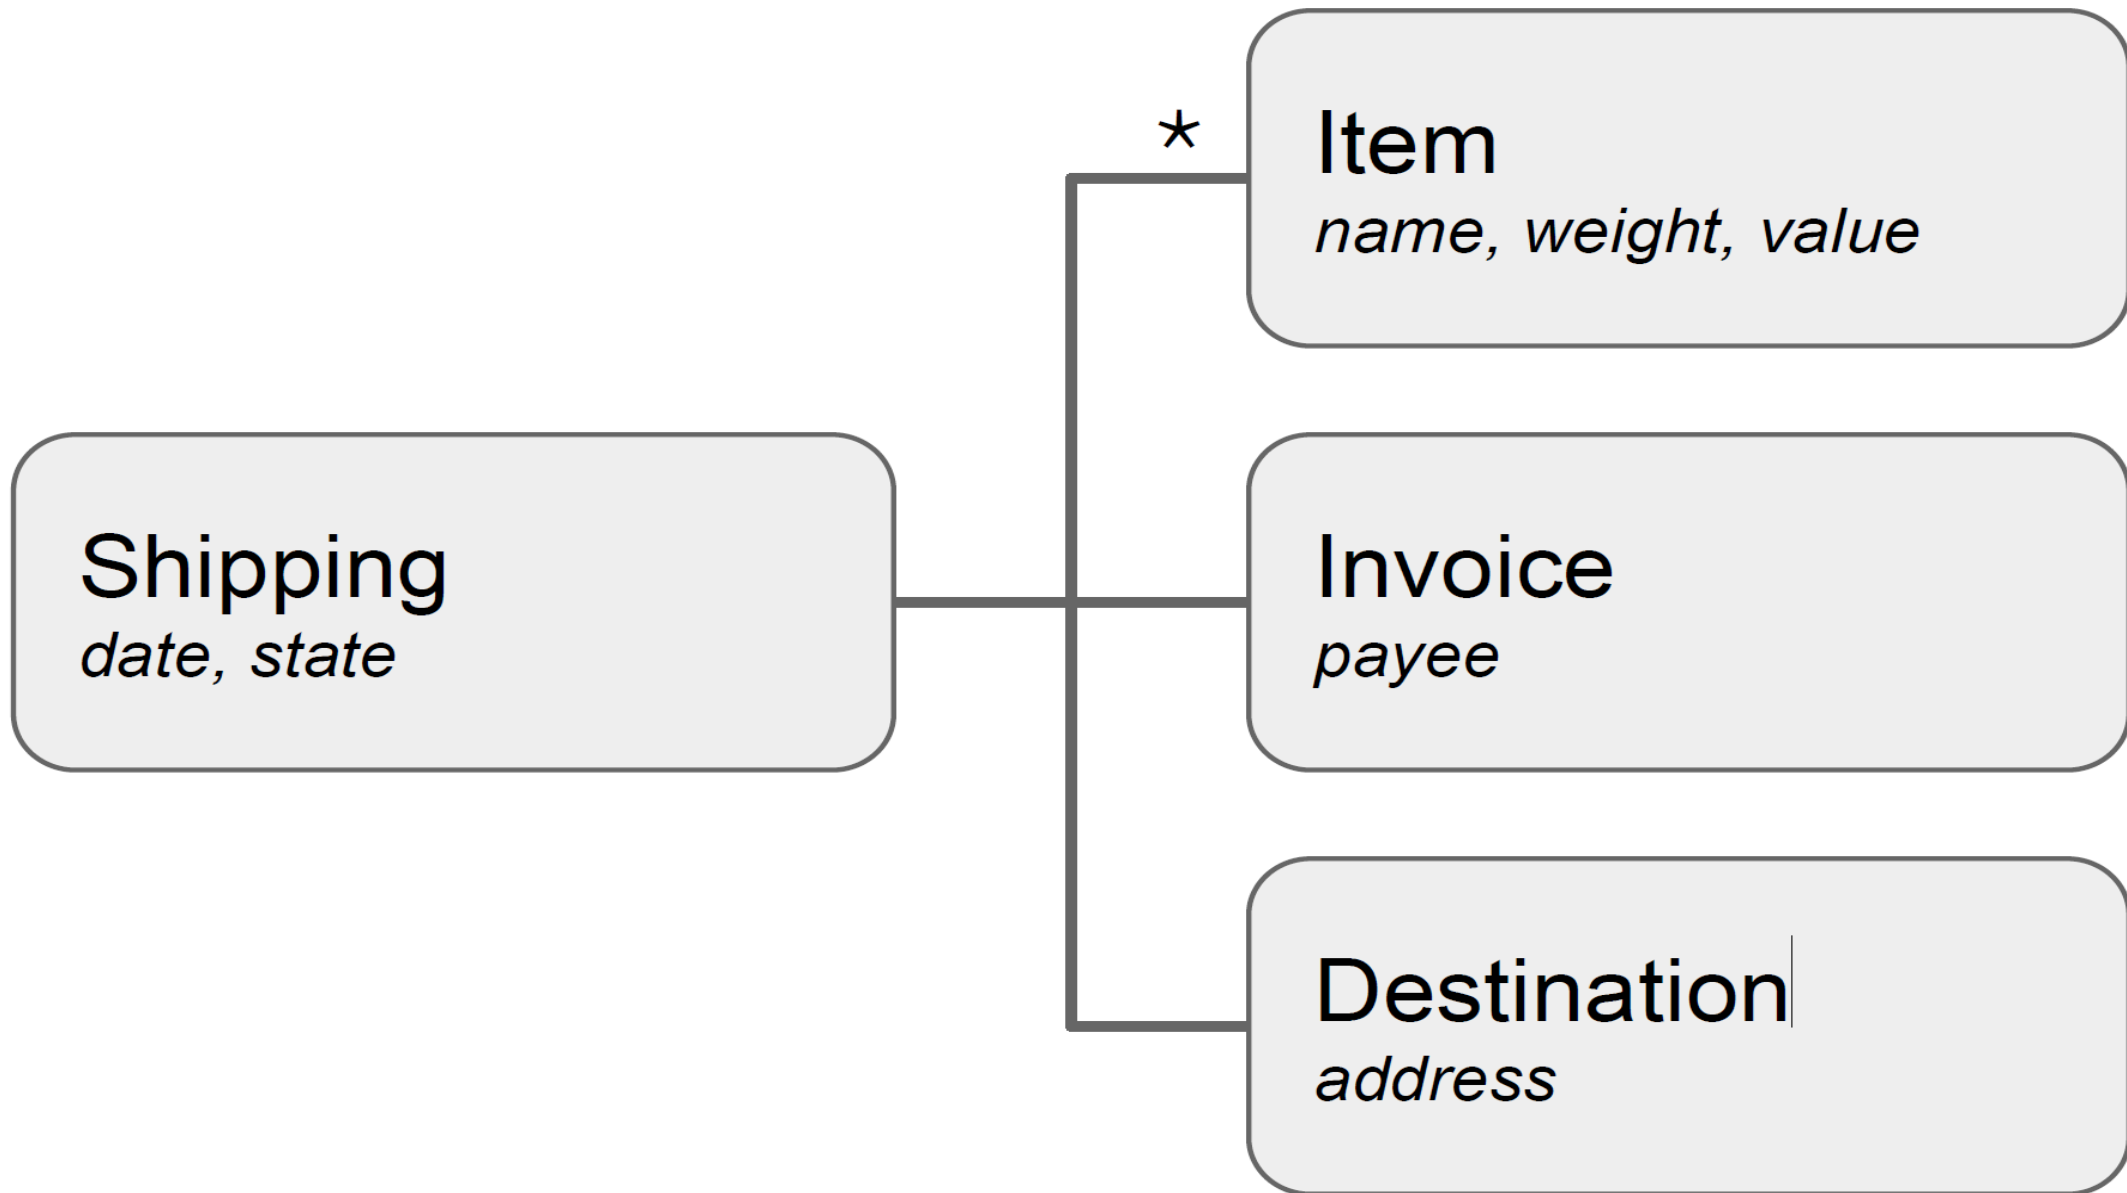 *
Item
name, weight, value
Shipping
date, state
Invoice
payee
Destination
address